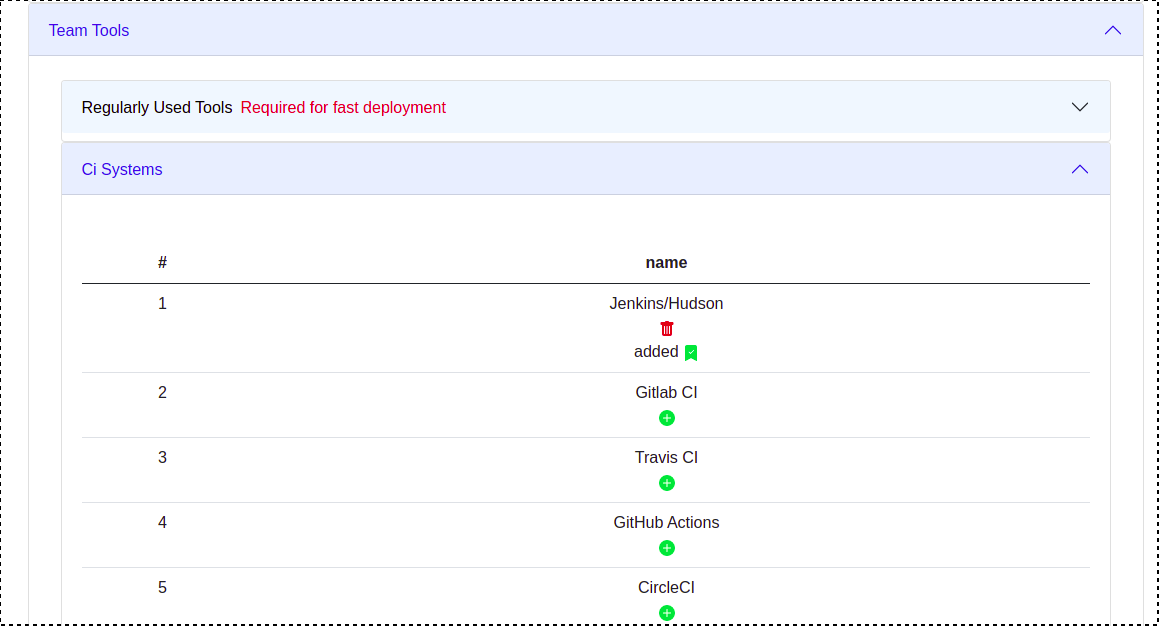 Team Tools
Regularly Used Tools Required for fast deployment
Ci Systems
# name
1 Jenkins/Hudson
added
2 Gitlab CI
3 Travis CI
4 GitHub Actions
5 CircleCI